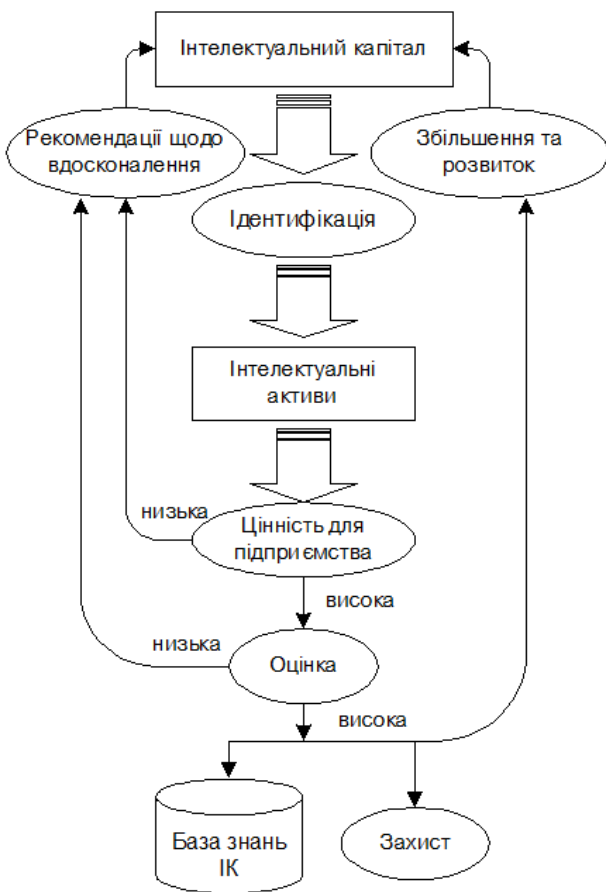 Інтелектуальний капітал
Рекомендації щодо
вдосконалення
Збільшення та
розвиток
Ідентифікація
Інтелектуальні
активи
низька
Цінність для
підприємства
висока
низька
Оцінка
висока
База знань
ІК
Захист